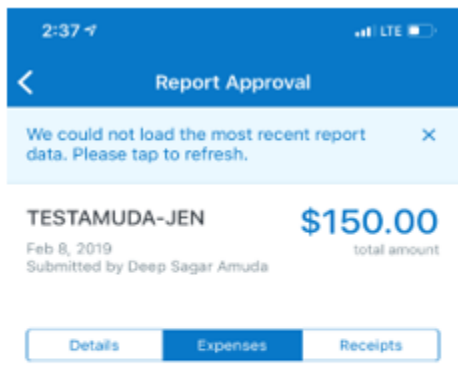 2:37 LTE
Report Approval
We could not load the most recent report
data. Please tap to refresh.
TESTAMUDA-JEN $150.00
Feb 8, 2019 total amount
Submitted by Deep Sagar Amuda
Details Expenses Receipts